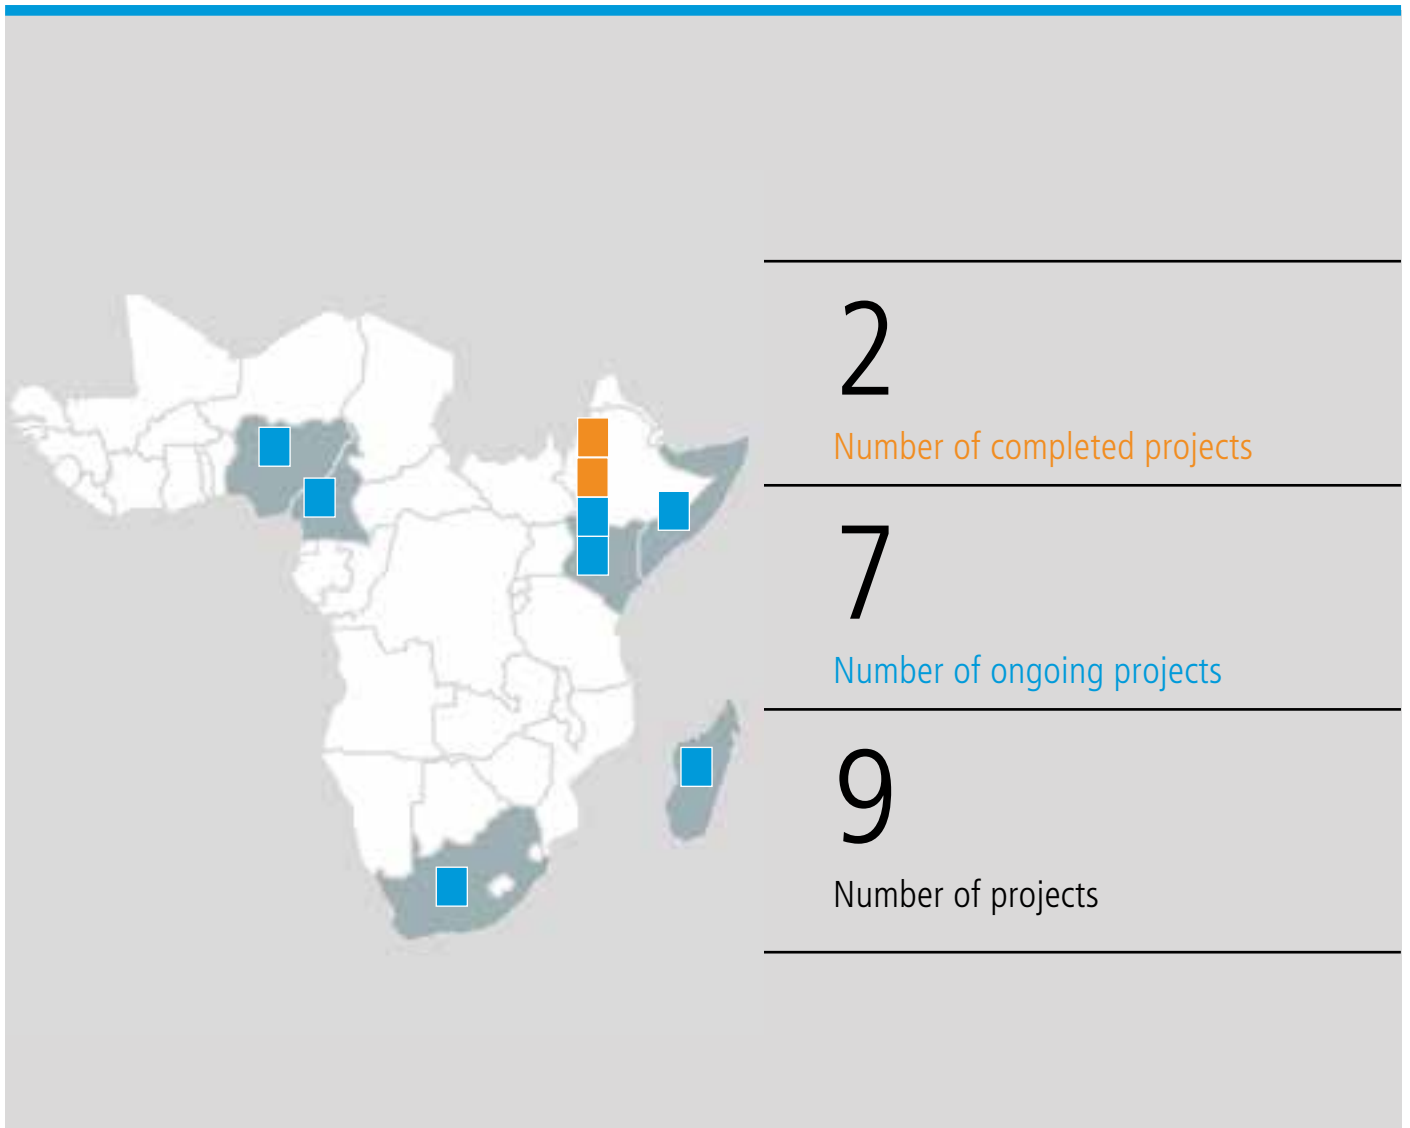 2
Number of completed projects
7
Number of ongoing projects
9
Number of projects